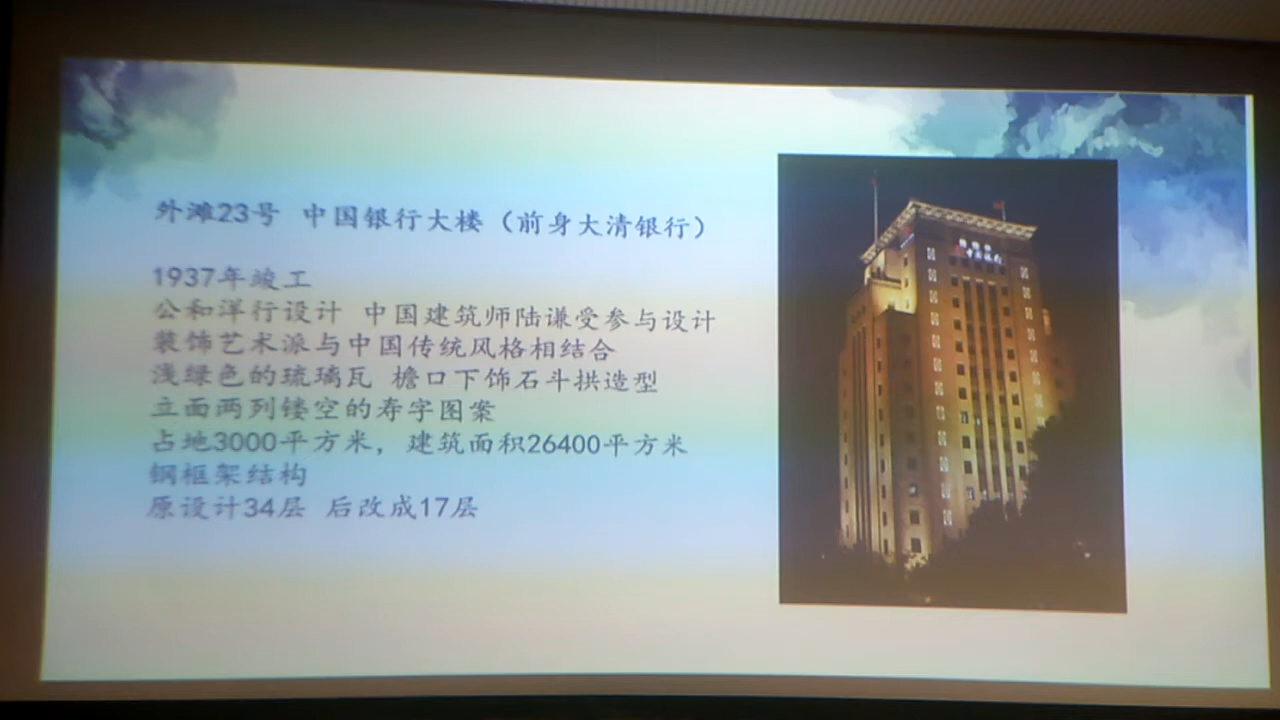 外滩23号 中国银行大楼（前身大清银行）
1937年竣工
公和洋行设计 中国建筑师陆谦受参与设计
装饰艺术派与中国传统风格相结合
浅绿色的琉璃瓦 檐口下饰石斗拱造型
立面两列镂空的寿字图案
占地3000平方米，建筑面积26400平方米
钢框架结构
原设计34层 后改成17层
中国银行